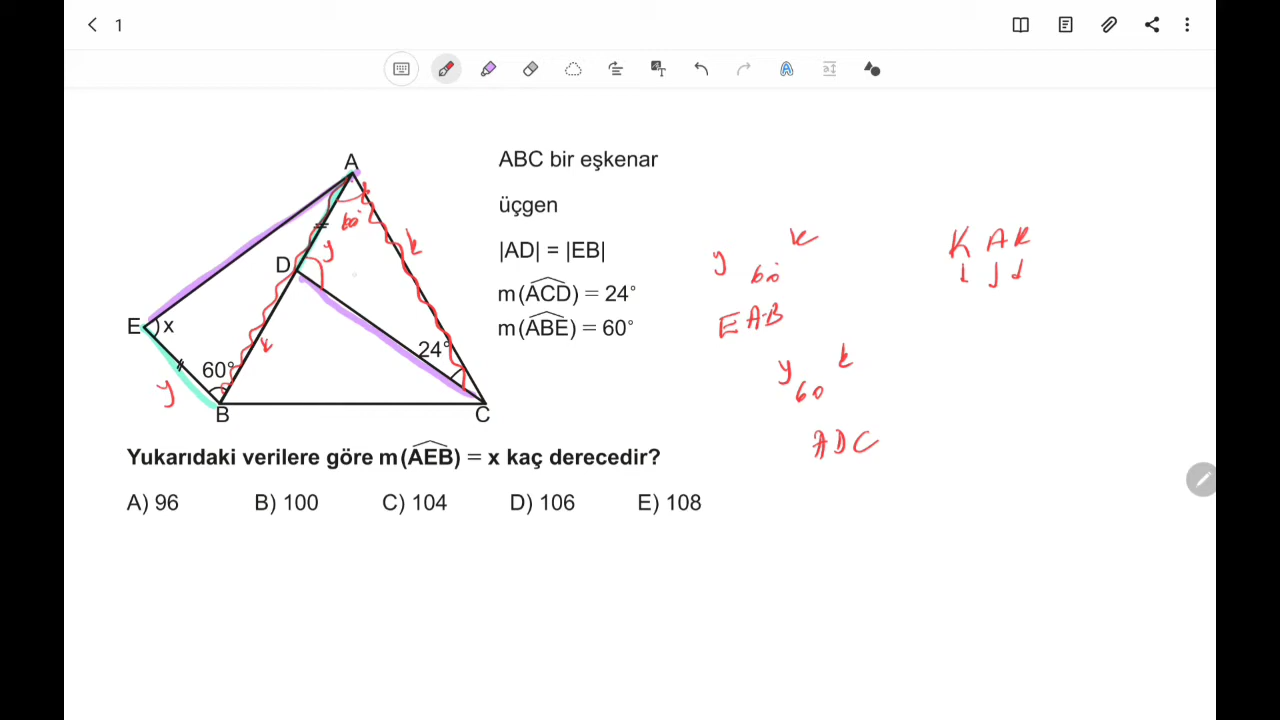 1
A
ABC bir eşkenar
üçgen
|AD| = |EB|
m(ACD) = 24°
m(ABE) = 60°
60°
k
y
D
E
x
60°
k
24°
y
B
C
y 60° k
EAB
y 60 k
ADC
KAK
Yukarıdaki verilere göre m(AEB) = x kaç derecedir?
A) 96 B) 100 C) 104 D) 106 E) 108